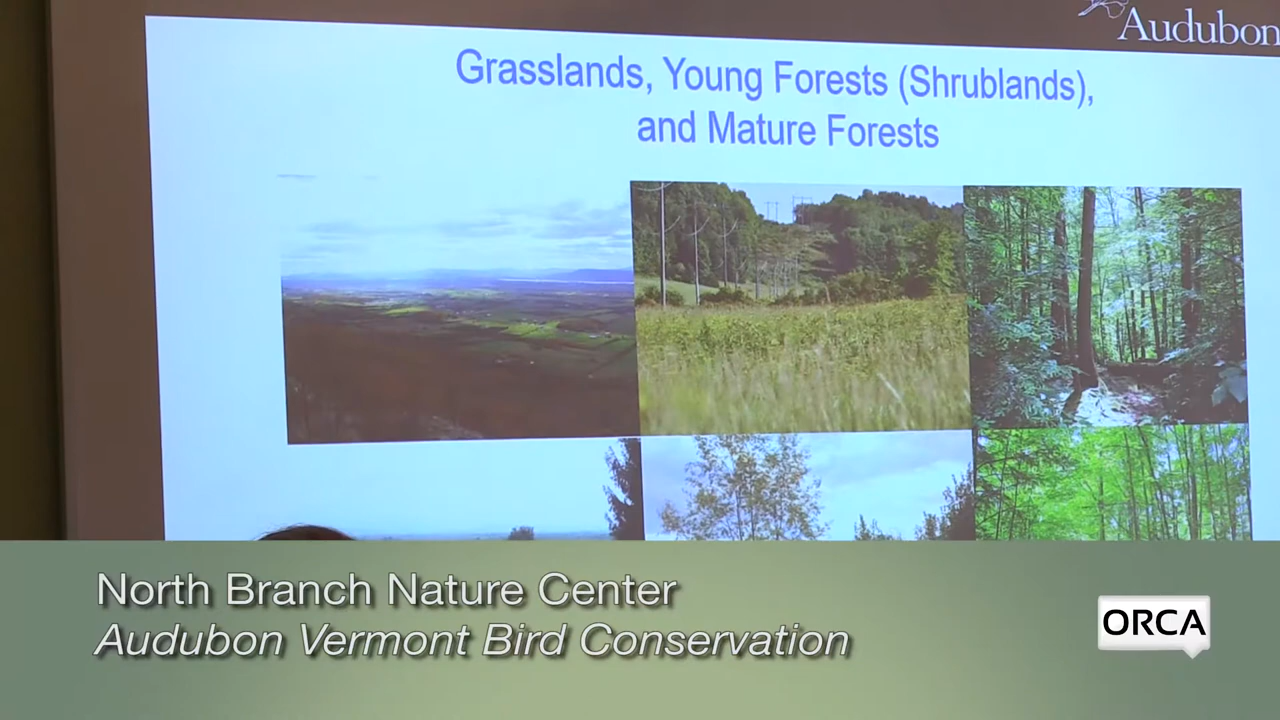 Audubon
Grasslands, Young Forests (Shrublands),
and Mature Forests
North Branch Nature Center
Audubon Vermont Bird Conservation
ORCA